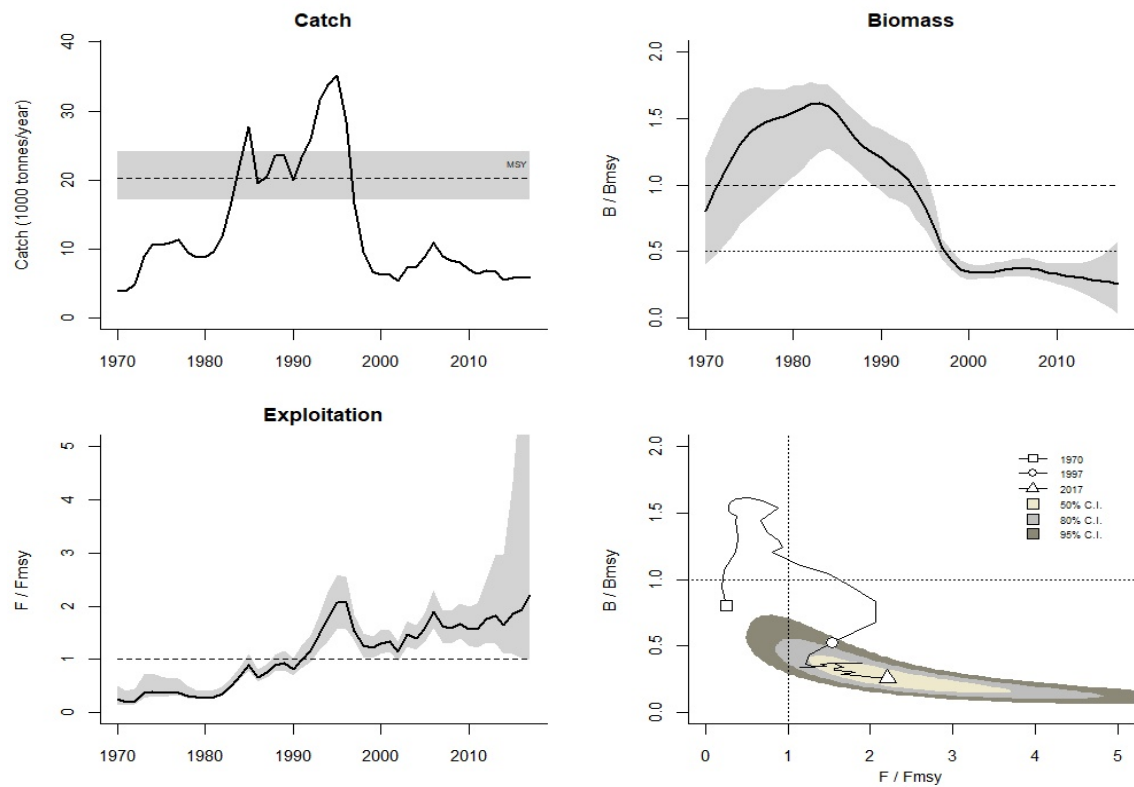 Catch
Catch (1000 tonnes/year)
40
30
20
10
0
MSY
1970 1980 1990 2000 2010
Biomass
B / Bmsy
2.0
1.5
1.0
0.5
0.0
1970 1980 1990 2000 2010
Exploitation
F / Fmsy
5
4
3
2
1
0
1970 1980 1990 2000 2010
B / Bmsy
2.0
1.5
1.0
0.5
0.0
1970
1997
2017
50% C.I.
80% C.I.
95% C.I.
0 1 2 3 4 5
F / Fmsy